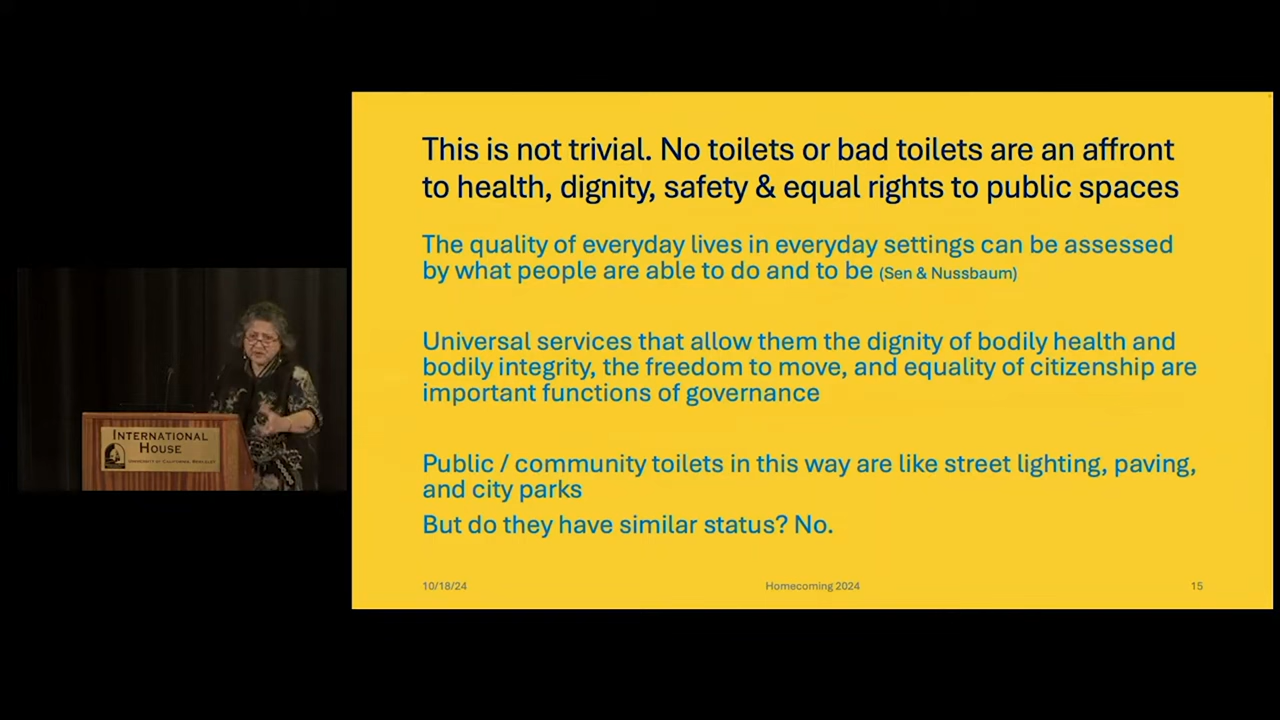 This is not trivial. No toilets or bad toilets are an affront
to health, dignity, safety & equal rights to public spaces
The quality of everyday lives in everyday settings can be assessed
by what people are able to do and to be (Sen & Nussbaum)
Universal services that allow them the dignity of bodily health and
bodily integrity, the freedom to move, and equality of citizenship are
important functions of governance
Public / community toilets in this way are like street lighting, paving,
and city parks
But do they have similar status? No.
10/18/24 Homecoming 2024 15
INTERNATIONAL
HOUSE
UNIVERSITY OF CALIFORNIA, BERKELEY